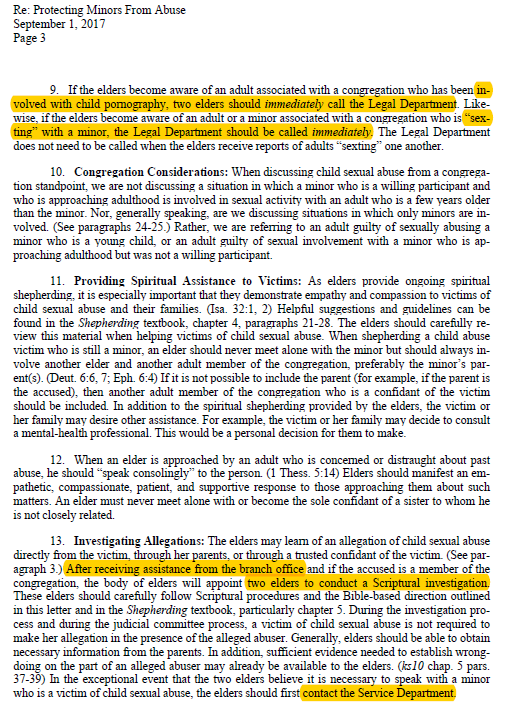 Re: Protecting Minors From Abuse
September 1, 2017
Page 3
9. If the elders become aware of an adult associated with a congregation who has been in-
volved with child pornography, two elders should immediately call the Legal Department. Like-
wise, if the elders become aware of an adult or a minor associated with a congregation who is “sex-
ting” with a minor, the Legal Department should be called immediately. The Legal Department
does not need to be called when the elders receive reports of adults “sexting” one another.
10. Congregation Considerations: When discussing child sexual abuse from a congrega-
tion standpoint, we are not discussing a situation in which a minor who is a willing participant and
who is approaching adulthood is involved in sexual activity with an adult who is a few years older
than the minor. Nor, generally speaking, are we discussing situations in which only minors are in-
volved. (See paragraphs 24-25.) Rather, we are referring to an adult guilty of sexually abusing a
minor who is a young child, or an adult guilty of sexual involvement with a minor who is ap-
proaching adulthood but was not a willing participant.
11. Providing Spiritual Assistance to Victims: As elders provide ongoing spiritual
shepherding, it is especially important that they demonstrate empathy and compassion to victims of
child sexual abuse and their families. (Isa. 32:1, 2) Helpful suggestions and guidelines can be
found in the Shepherding textbook, chapter 4, paragraphs 21-28. The elders should carefully re-
view this material when helping victims of child sexual abuse. When shepherding a child abuse
victim who is still a minor, an elder should never meet alone with the minor but should always in-
volve another elder and another adult member of the congregation, preferably the minor’s par-
ent(s). (Deut. 6:6, 7; Eph. 6:4) If it is not possible to include the parent (for example, if the parent is
the accused), then another adult member of the congregation who is a confidant of the victim
should be included. In addition to the spiritual shepherding provided by the elders, the victim or
her family may desire other assistance. For example, the victim or her family may decide to consult
a mental-health professional. This would be a personal decision for them to make.
12. When an elder is approached by an adult who is concerned or distraught about past
abuse, he should “speak consolingly” to the person. (1 Thess. 5:14) Elders should manifest an em-
pathetic, compassionate, patient, and supportive response to those approaching them about such
matters. An elder must never meet alone with or become the sole confidant of a sister to whom he
is not closely related.
13. Investigating Allegations: The elders may learn of an allegation of child sexual abuse
directly from the victim, through her parents, or through a trusted confidant of the victim. (See par-
agraph 3.) After receiving assistance from the branch office and if the accused is a member of the
congregation, the body of elders will appoint two elders to conduct a Scriptural investigation.
These elders should carefully follow Scriptural procedures and the Bible-based direction outlined
in this letter and in the Shepherding textbook, particularly chapter 5. During the investigation pro-
cess and during the judicial committee process, a victim of child sexual abuse is not required to
make her allegation in the presence of the alleged abuser. Generally, elders should be able to obtain
necessary information from the parents. In addition, sufficient evidence needed to establish wrong-
doing on the part of an alleged abuser may already be available to the elders. (ks10 chap. 5 pars.
37-39) In the exceptional event that the two elders believe it is necessary to speak with a minor
who is a victim of child sexual abuse, the elders should first contact the Service Department.